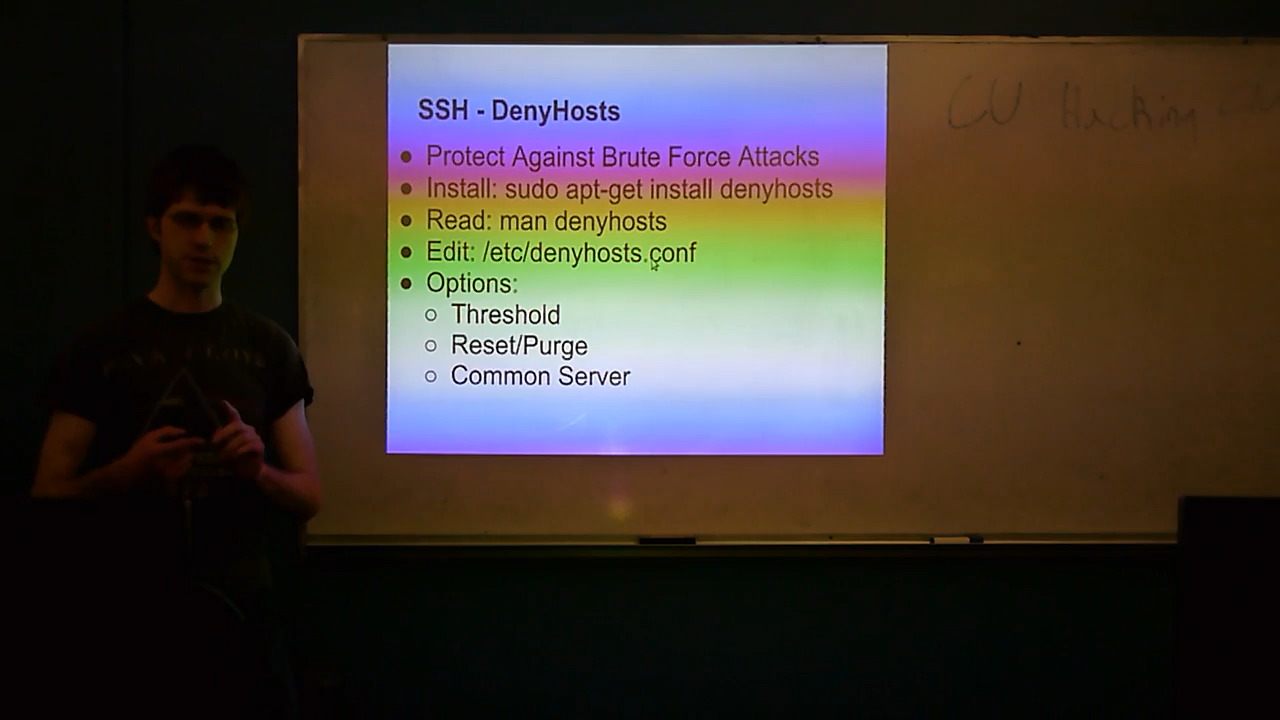 SSH - DenyHosts
Protect Against Brute Force Attacks
Install: sudo apt-get install denyhosts
Read: man denyhosts
Edit: /etc/denyhosts.conf
Options:
Threshold
Reset/Purge
Common Server
CU Hacking